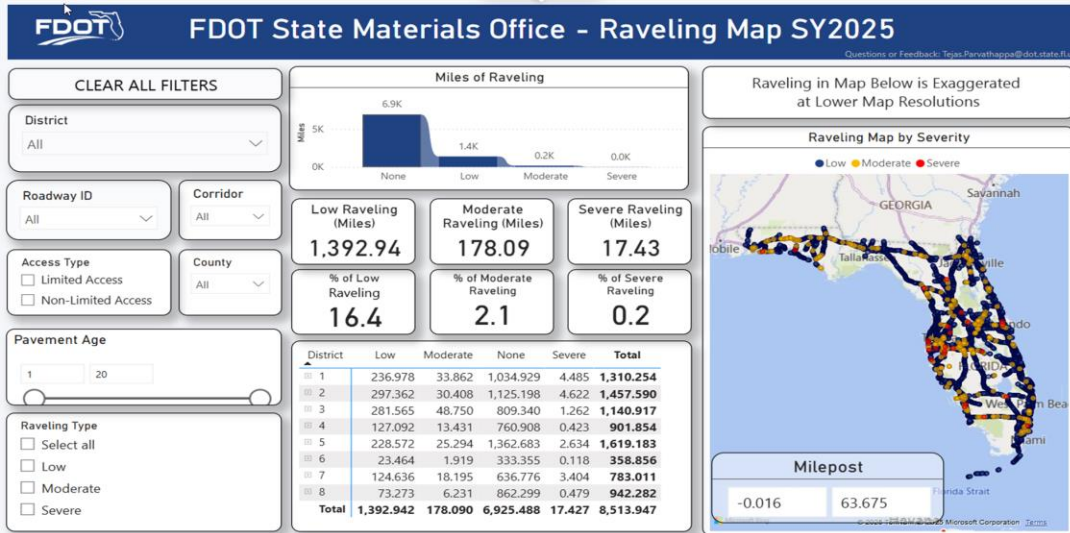 FDOT
FDOT State Materials Office - Raveling Map SY2025
Questions or Feedback: Tejas.Parvathappa@dot.state.fl.u
CLEAR ALL FILTERS
District
All
Roadway ID
All
Corridor
All
Access Type
Limited Access
Non-Limited Access
County
All
Pavement Age
1 20
Raveling Type
Select all
Low
Moderate
Severe
Miles of Raveling
Miles
5K
0K
6.9K
1.4K
0.2K
0.0K
None Low Moderate Severe
Low Raveling
(Miles)
1,392.94
Moderate
Raveling (Miles)
178.09
Severe Raveling
(Miles)
17.43
% of Low
Raveling
16.4
% of Moderate
Raveling
2.1
% of Severe
Raveling
0.2
District Low Moderate None Severe Total
1 236.978 33.862 1,034.929 4.485 1,310.254
2 297.362 30.408 1,125.198 4.622 1,457.590
3 281.565 48.750 809.340 1.262 1,140.917
4 127.092 13.431 760.908 0.423 901.854
5 228.572 25.294 1,362.683 2.634 1,619.183
6 23.464 1.919 333.355 0.118 358.856
7 124.636 18.195 636.776 3.404 783.011
8 73.273 6.231 862.299 0.479 942.282
Total 1,392.942 178.090 6,925.488 17.427 8,513.947
Raveling in Map Below is Exaggerated
at Lower Map Resolutions
Raveling Map by Severity
Low Moderate Severe
Savannah
GEORGIA
FLORIDA
West Palm Bea
Milepost
-0.016 63.675
Florida Strait
Microsoft Corporation Terms